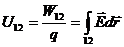 U₁₂ = W₁₂/q = ∫₁₂ E⃗dr⃗